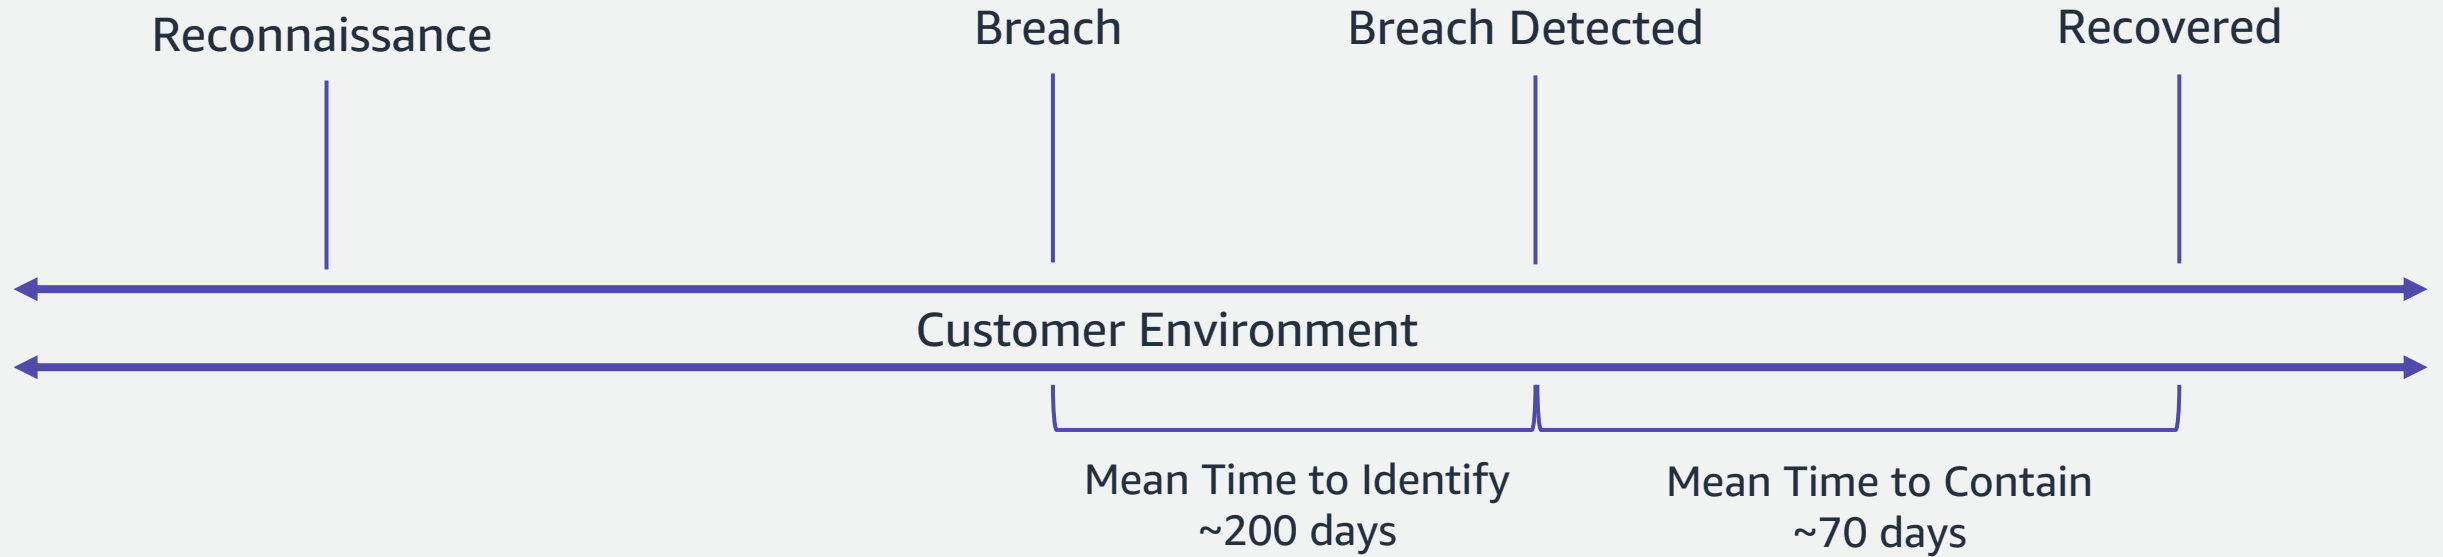 Reconnaissance
Breach
Breach Detected
Recovered
Customer Environment
Mean Time to Identify
~200 days
Mean Time to Contain
~70 days